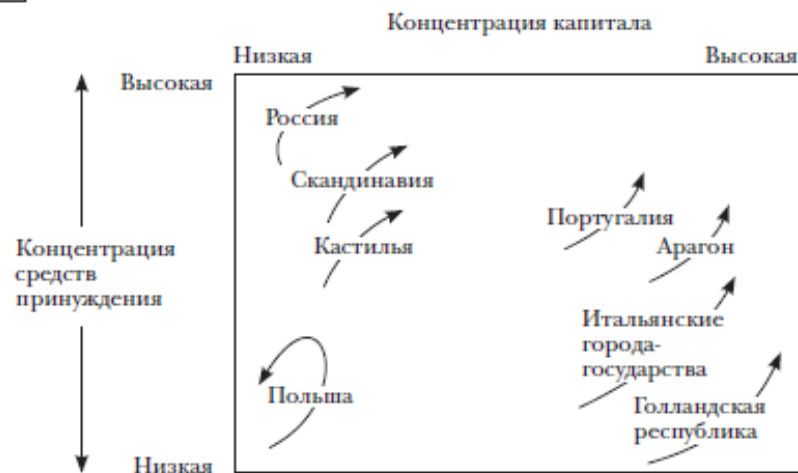 Концентрация капитала
Низкая
Высокая
Высокая
Россия
Скандинавия
Португалия
Кастилья
Арагон
Концентрация
средств
принуждения
Итальянские
города-
государства
Польша
Голландская
республика
Низкая